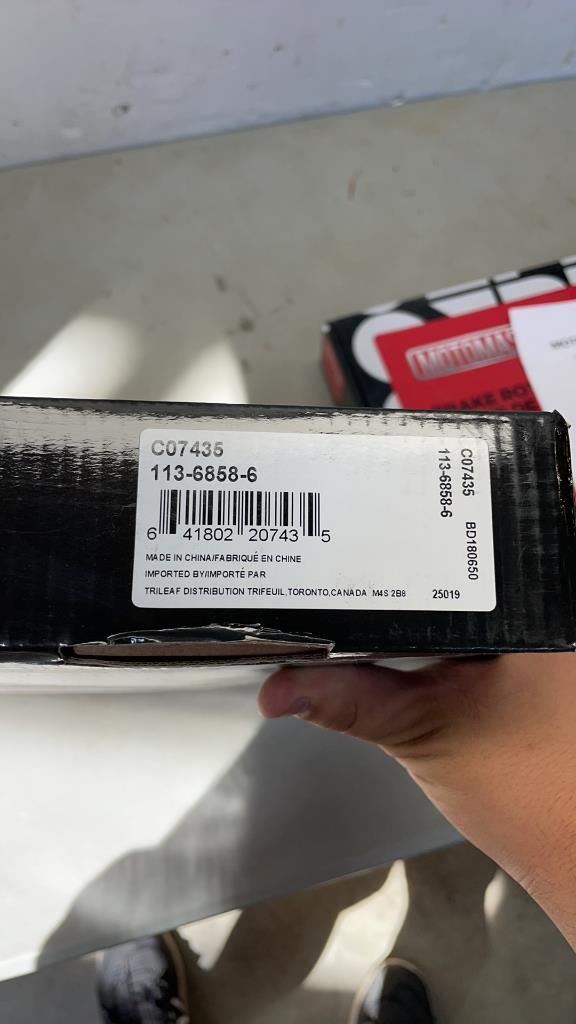 C07435
113-6858-6
6 41802 20743 5
MADE IN CHINA/FABRIQUÉ EN CHINE
IMPORTED BY/IMPORTÉ PAR
TRILEAF DISTRIBUTION TRIFEUIL,TORONTO,CANADA M4S 2B8 25019
C07435 BD180650
113-6858-6